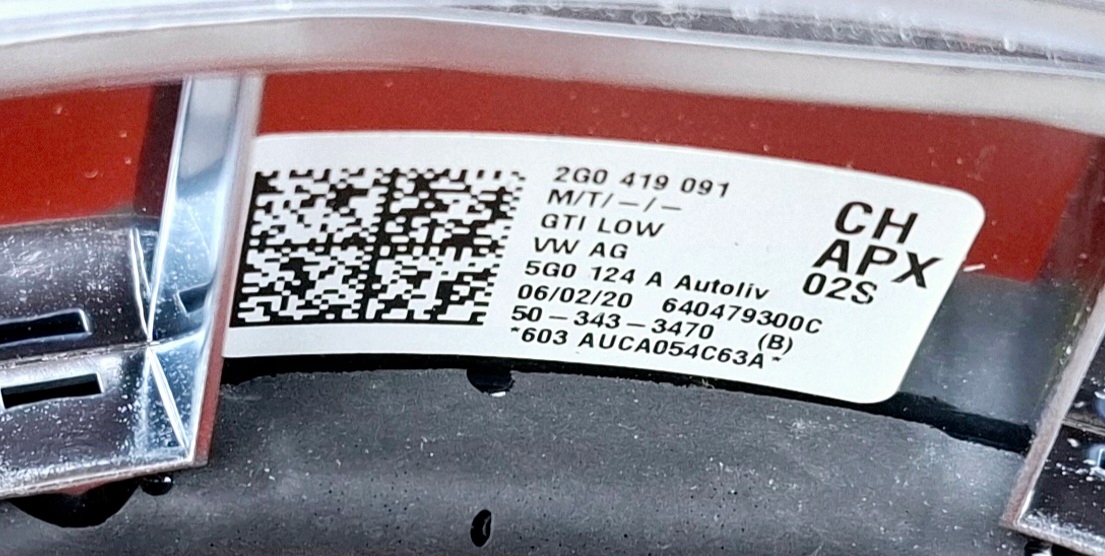 2G0 419 091
M/T/—/—
GTI LOW
VW AG
5G0 124 A Autoliv
06/02/20 640479300C
50—343—3470 (B)
*603 AUCA054C63A*
CH
APX
02S